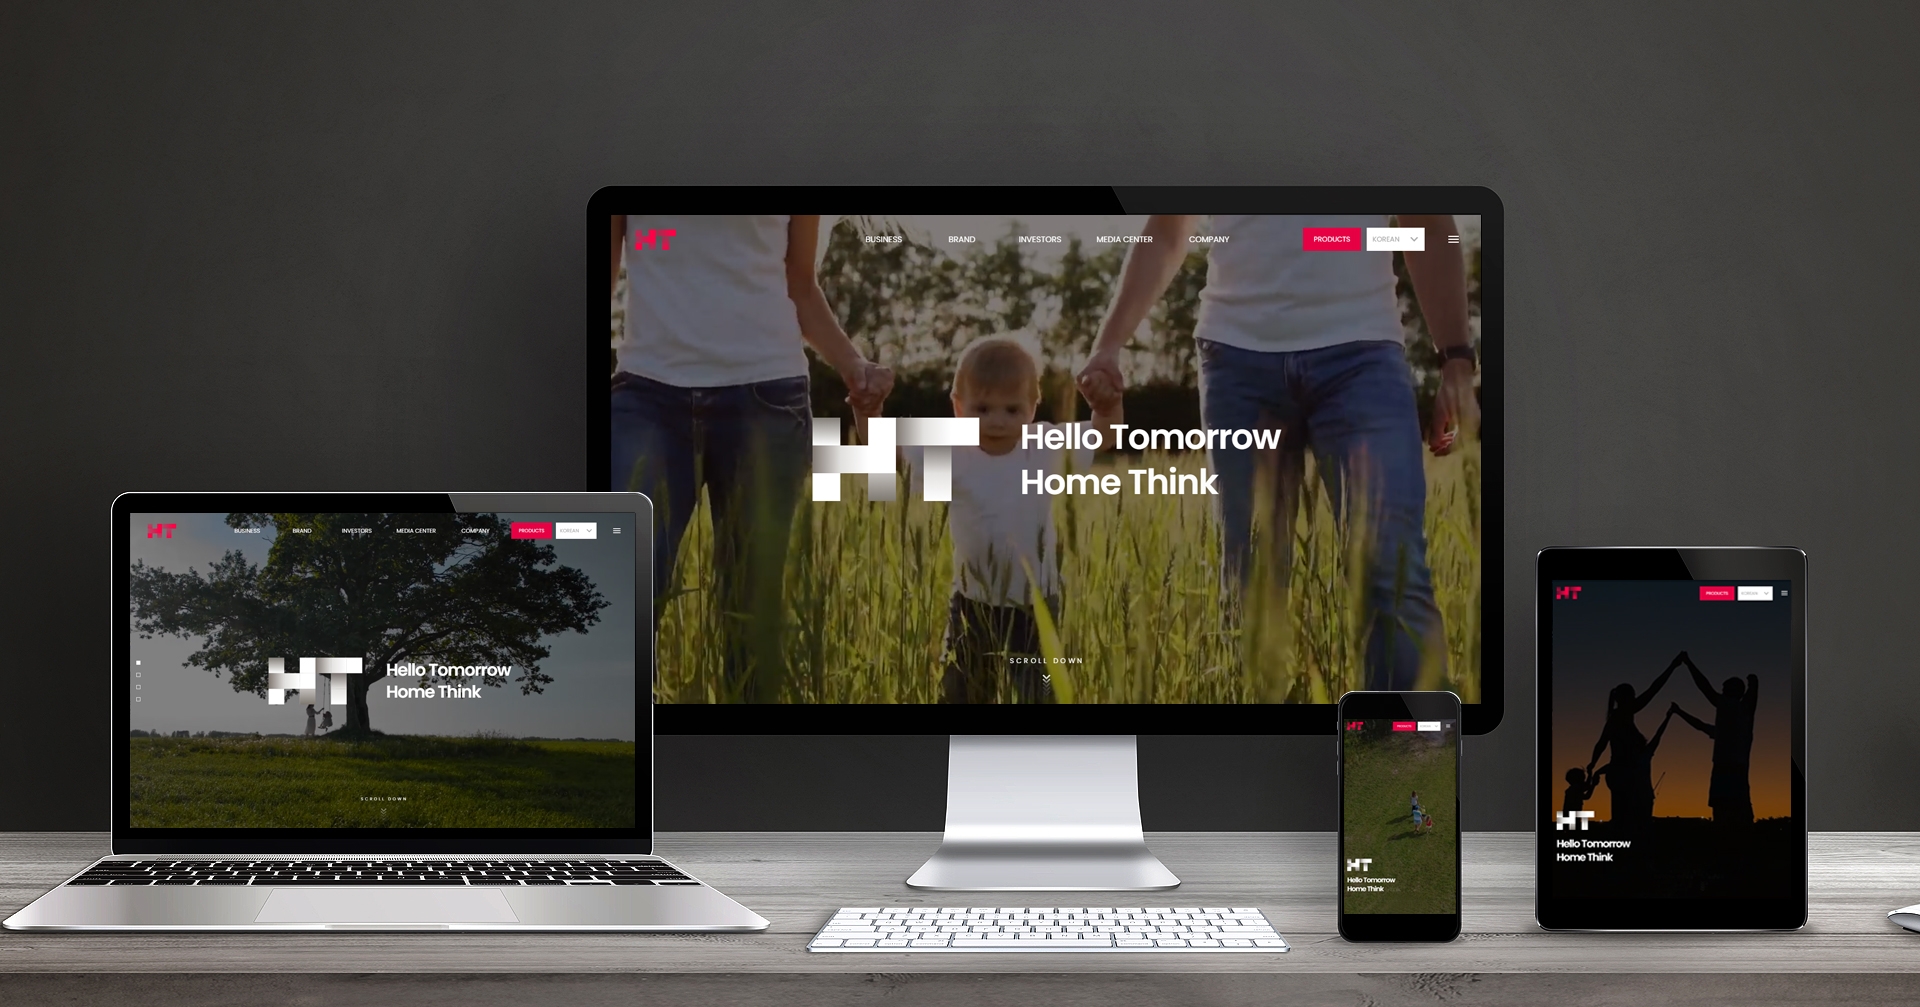 HT
BUSINESS
BRAND
INVESTORS
MEDIA CENTER
COMPANY
PRODUCTS
KOREAN
HT
Hello Tomorrow
Home Think
SCROLL DOWN
HT
BUSINESS
BRAND
INVESTORS
MEDIA CENTER
COMPANY
PRODUCTS
KOREAN
HT
Hello Tomorrow
Home Think
SCROLL DOWN
HT
PRODUCTS
KOREAN
HT
Hello Tomorrow
Home Think
HT
PRODUCTS
HT
Hello Tomorrow
Home Think